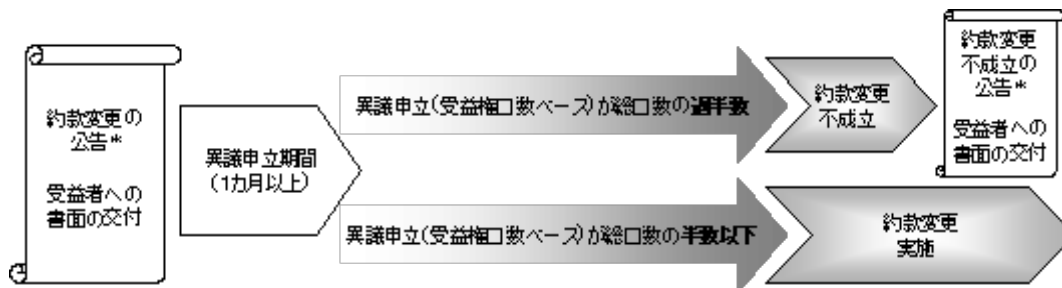 約款変更の
公告*
受益者への
書面の交付
異議申立期間
(1カ月以上)
異議申立(受益権口数ベース)が総口数の過半数
約款変更
不成立
約款変更
不成立の
公告*
受益者への
書面の交付
異議申立(受益権口数ベース)が総口数の半数以下
約款変更
実施